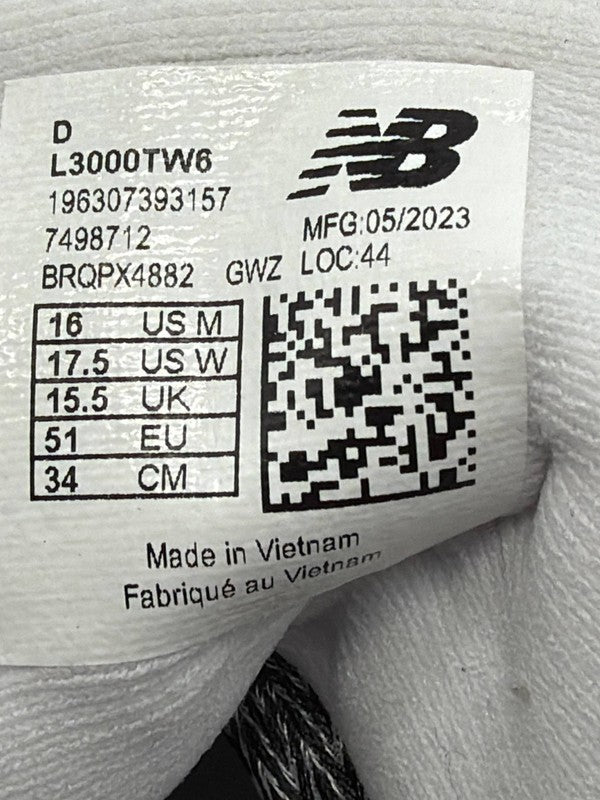 D
L3000TW6
196307393157
7498712
BRQPX4882 GWZ
NB
MFG:05/2023
LOC:44
16 US M
17.5 US W
15.5 UK
51 EU
34 CM
Made in Vietnam
Fabriqué au Vietnam